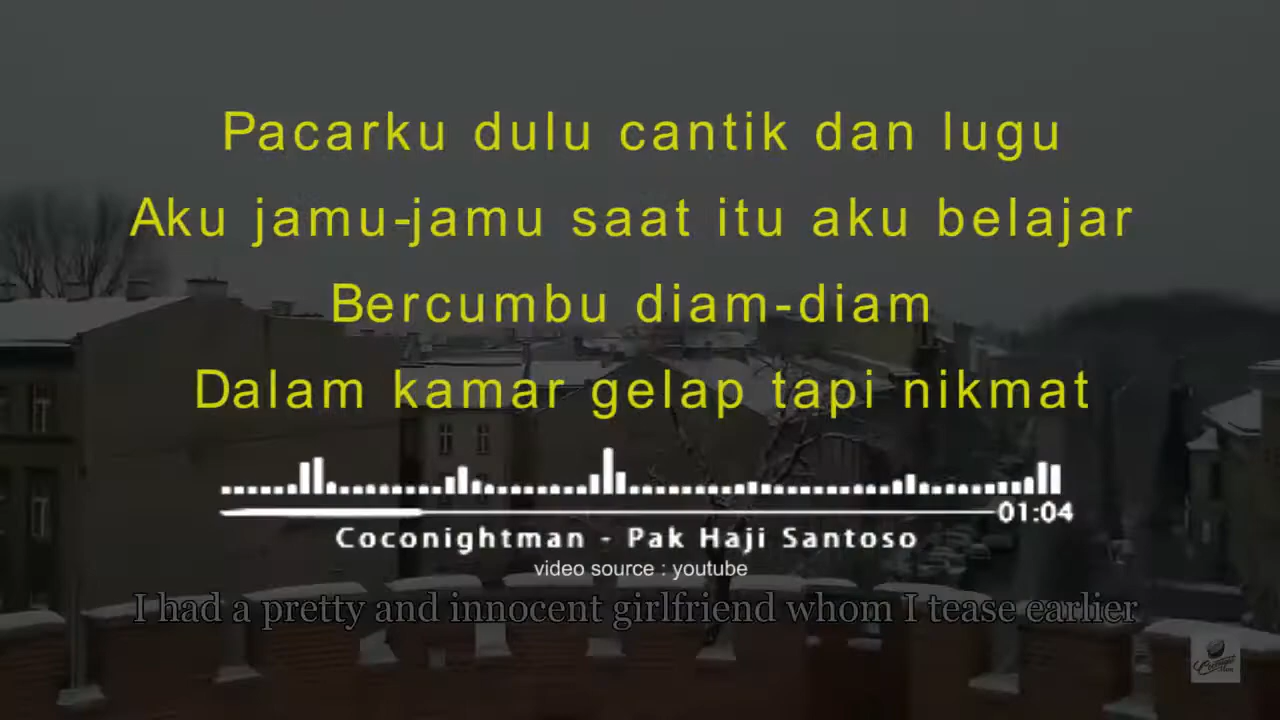 Pacarku dulu cantik dan lugu
Aku jamu-jamu saat itu aku belajar
Bercumbu diam-diam
Dalam kamar gelap tapi nikmat
01:04
Coconightman - Pak Haji Santoso
video source : youtube
I had a pretty and innocent girlfriend whom I tease earlier